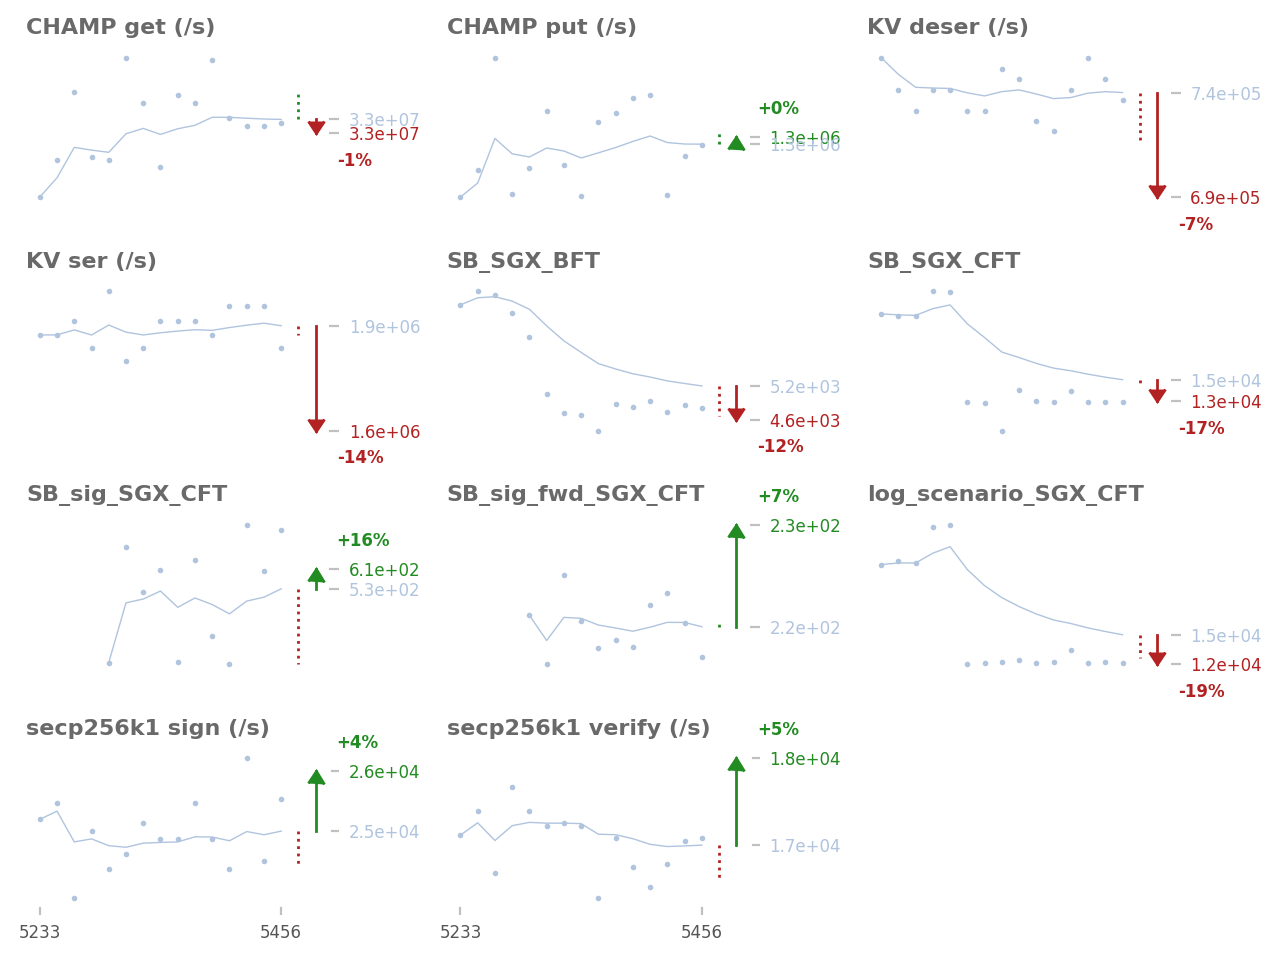 CHAMP get (/s)
3.3e+07
3.3e+07
-1%
CHAMP put (/s)
+0%
1.3e+06
1.3e+06
KV deser (/s)
7.4e+05
6.9e+05
-7%
KV ser (/s)
1.9e+06
1.6e+06
-14%
SB_SGX_BFT
5.2e+03
4.6e+03
-12%
SB_SGX_CFT
1.5e+04
1.3e+04
-17%
SB_sig_SGX_CFT
+16%
6.1e+02
5.3e+02
SB_sig_fwd_SGX_CFT
+7%
2.3e+02
2.2e+02
log_scenario_SGX_CFT
1.5e+04
1.2e+04
-19%
secp256k1 sign (/s)
+4%
2.6e+04
2.5e+04
5233
5456
secp256k1 verify (/s)
+5%
1.8e+04
1.7e+04
5233
5456